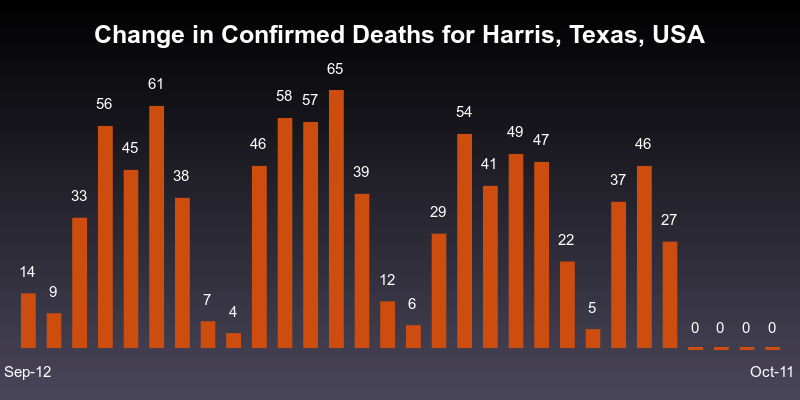 Change in Confirmed Deaths for Harris, Texas, USA
14 9 33 56 45 61 38 7 4 46 58 57 65 39 12 6 29 54 41 49 47 22 5 37 46 27 0 0 0 0
Sep-12 Oct-11